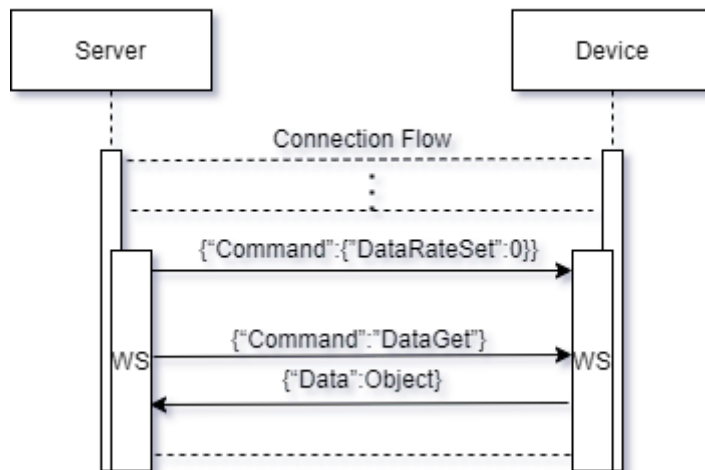 Server
Device
Connection Flow
{“Command”:{”DataRateSet”:0}}
{“Command”:”DataGet”}
WS
WS
{“Data”:Object}